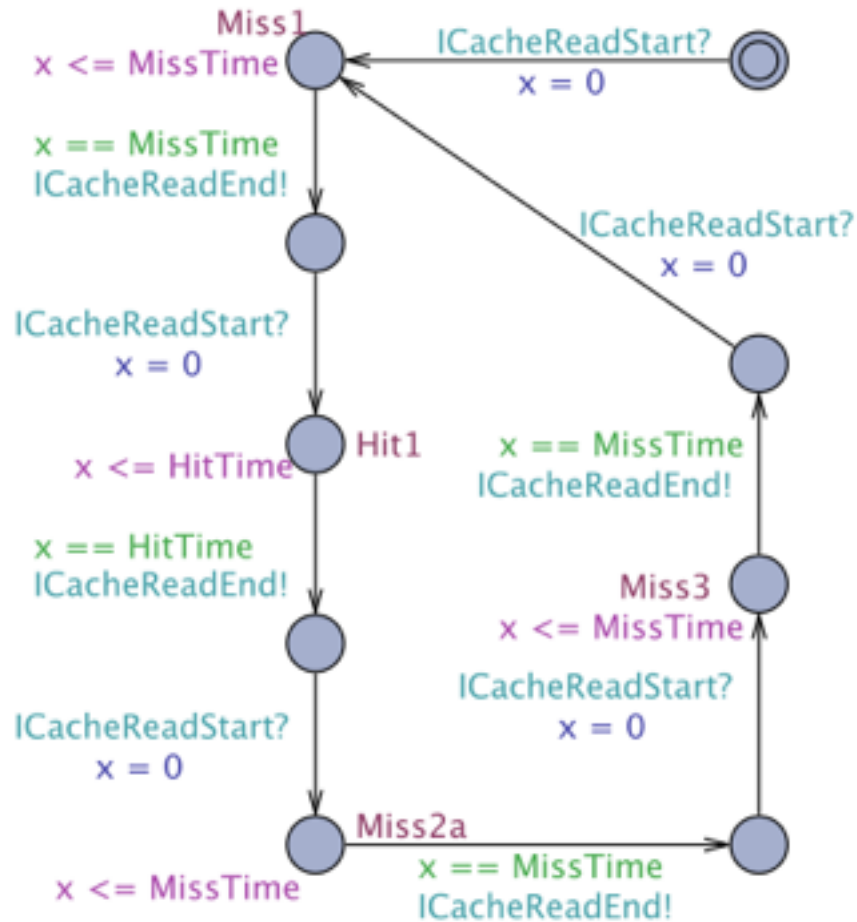 Miss1
x <= MissTime
ICacheReadStart?
x = 0
x == MissTime
ICacheReadEnd!
ICacheReadStart?
x = 0
ICacheReadStart?
x = 0
Hit1
x <= HitTime
x == MissTime
ICacheReadEnd!
x == HitTime
ICacheReadEnd!
Miss3
x <= MissTime
ICacheReadStart?
x = 0
ICacheReadStart?
x = 0
Miss2a
x <= MissTime
x == MissTime
ICacheReadEnd!